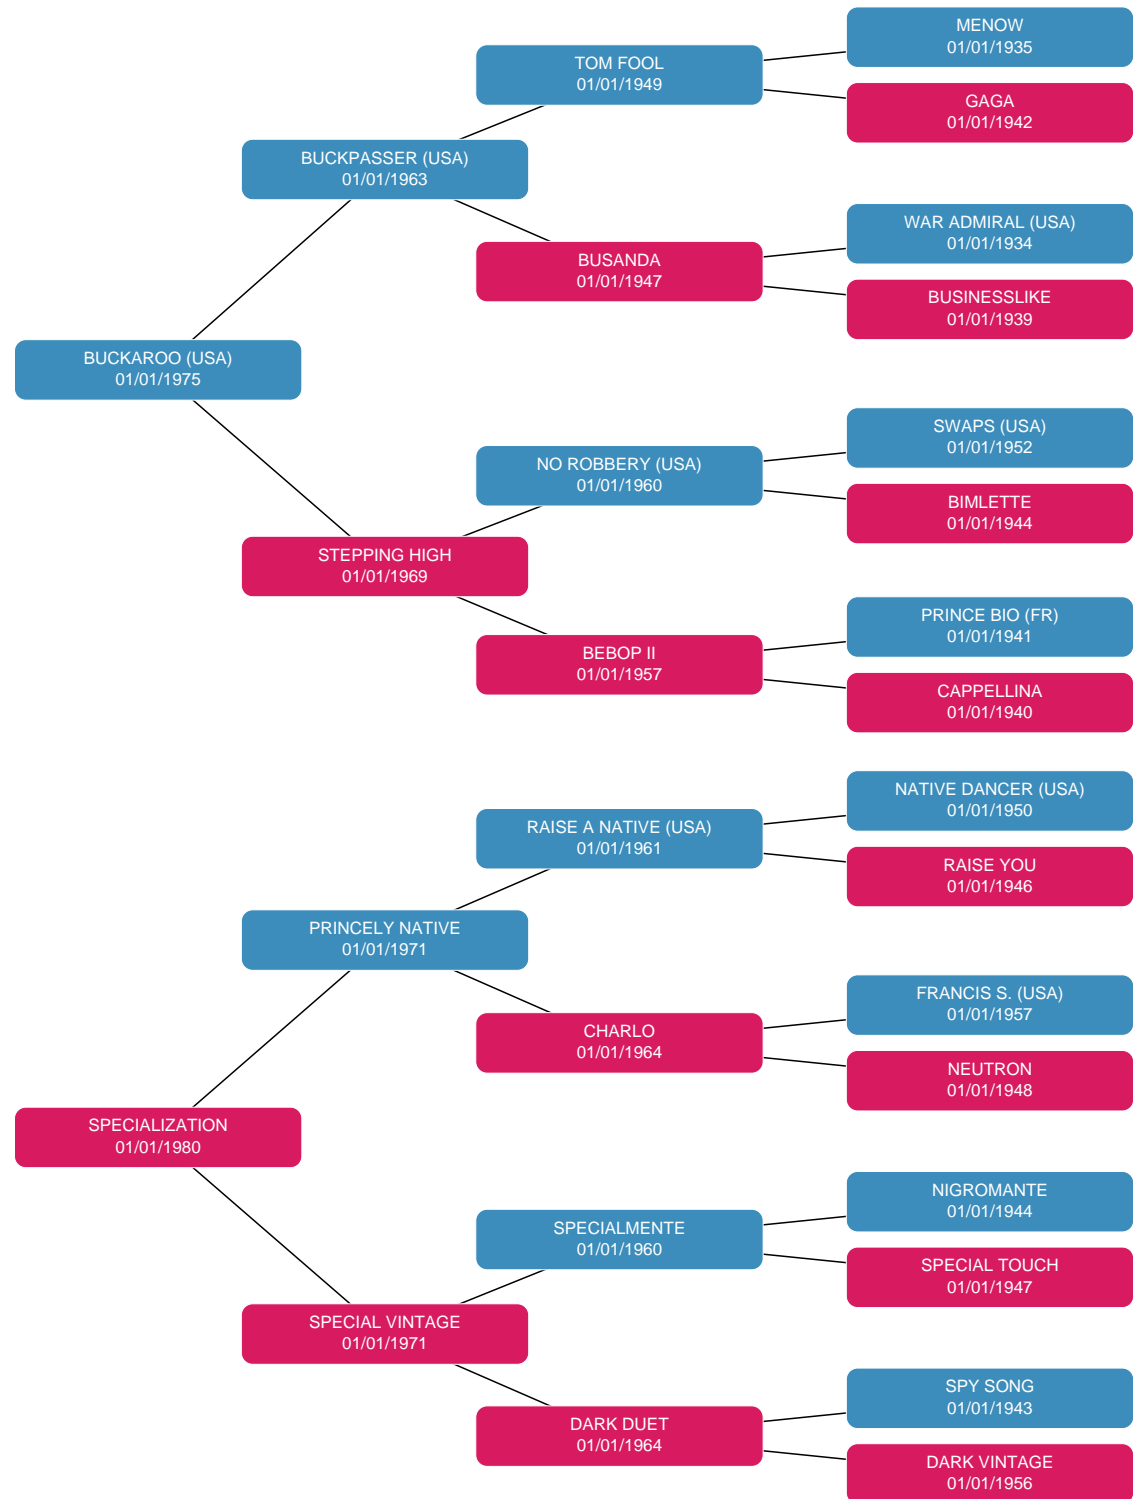 MENOW
01/01/1935
TOM FOOL
01/01/1949
GAGA
01/01/1942
BUCKPASSER (USA)
01/01/1963
WAR ADMIRAL (USA)
01/01/1934
BUSANDA
01/01/1947
BUSINESSLIKE
01/01/1939
BUCKAROO (USA)
01/01/1975
SWAPS (USA)
01/01/1952
NO ROBBERY (USA)
01/01/1960
BIMLETTE
01/01/1944
STEPPING HIGH
01/01/1969
PRINCE BIO (FR)
01/01/1941
BEBOP II
01/01/1957
CAPPELLINA
01/01/1940
NATIVE DANCER (USA)
01/01/1950
RAISE A NATIVE (USA)
01/01/1961
RAISE YOU
01/01/1946
PRINCELY NATIVE
01/01/1971
FRANCIS S. (USA)
01/01/1957
CHARLO
01/01/1964
NEUTRON
01/01/1948
SPECIALIZATION
01/01/1980
NIGROMANTE
01/01/1944
SPECIALMENTE
01/01/1960
SPECIAL TOUCH
01/01/1947
SPECIAL VINTAGE
01/01/1971
SPY SONG
01/01/1943
DARK DUET
01/01/1964
DARK VINTAGE
01/01/1956